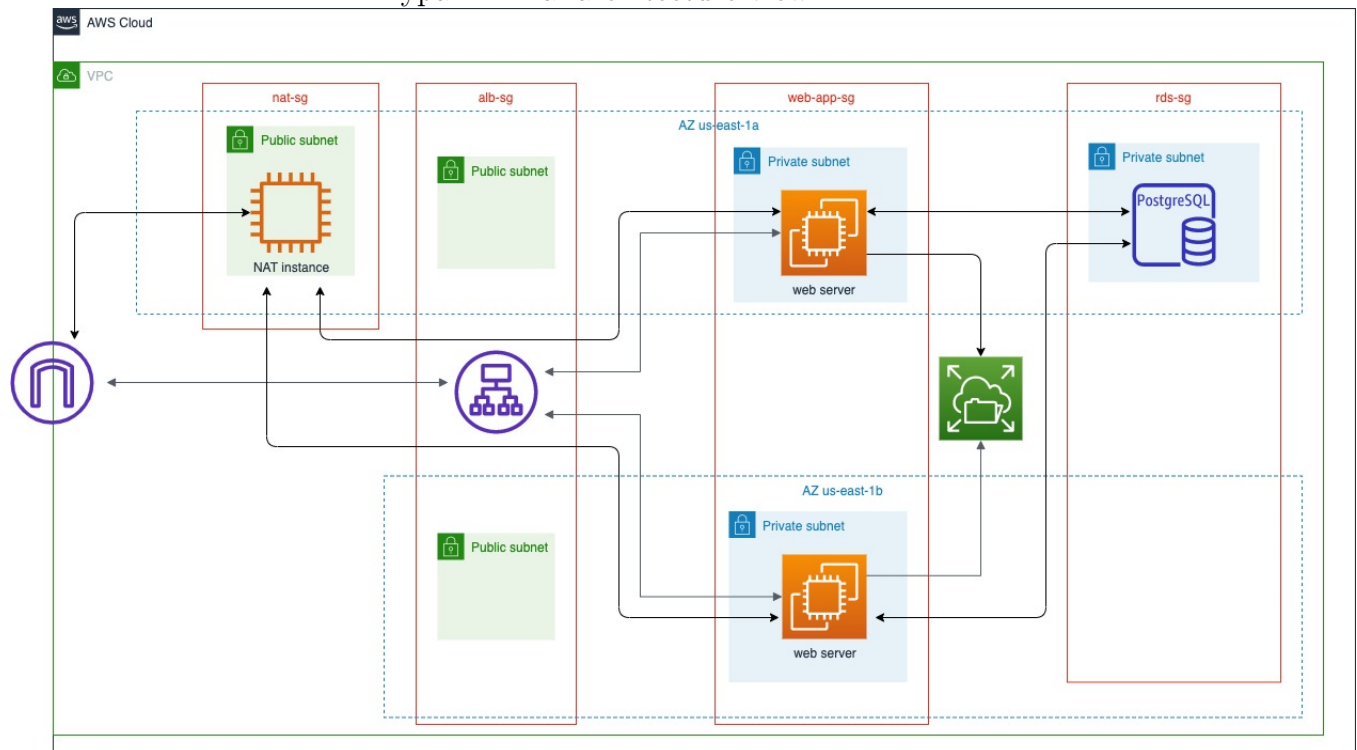 aws
AWS Cloud
VPC
nat-sg
alb-sg
web-app-sg
rds-sg
AZ us-east-1a
Public subnet
Public subnet
Private subnet
Private subnet
PostgreSQL
NAT instance
web server
AZ us-east-1b
Private subnet
Public subnet
web server